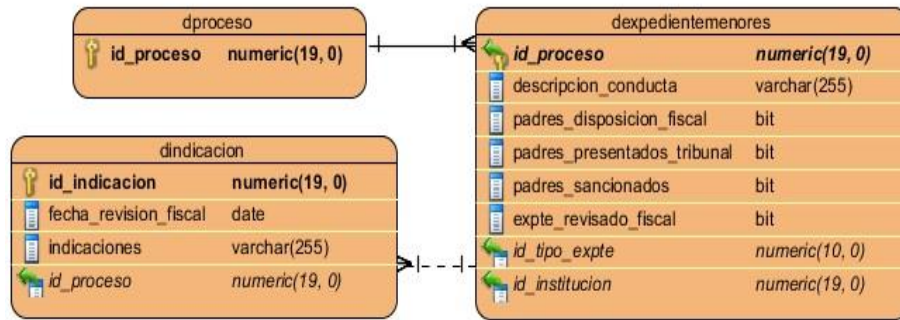 dproceso
id_proceso numeric(19, 0)
dexpedientemenores
id_proceso numeric(19, 0)
descripcion_conducta varchar(255)
padres_disposicion_fiscal bit
padres_presentados_tribunal bit
padres_sancionados bit
expte_revisado_fiscal bit
id_tipo_expte numeric(10, 0)
id_institucion numeric(19, 0)
dindicacion
id_indicacion numeric(19, 0)
fecha_revision_fiscal date
indicaciones varchar(255)
id_proceso numeric(19, 0)